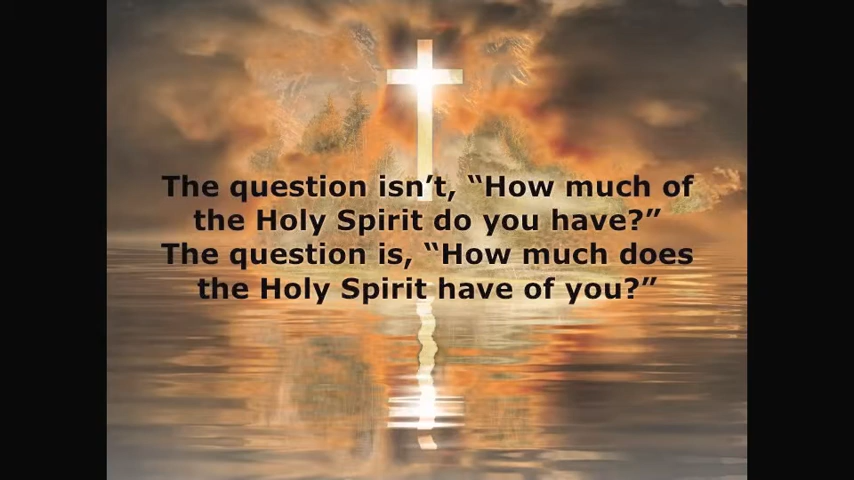 The question isn’t, “How much of
the Holy Spirit do you have?”
The question is, “How much does
the Holy Spirit have of you?”